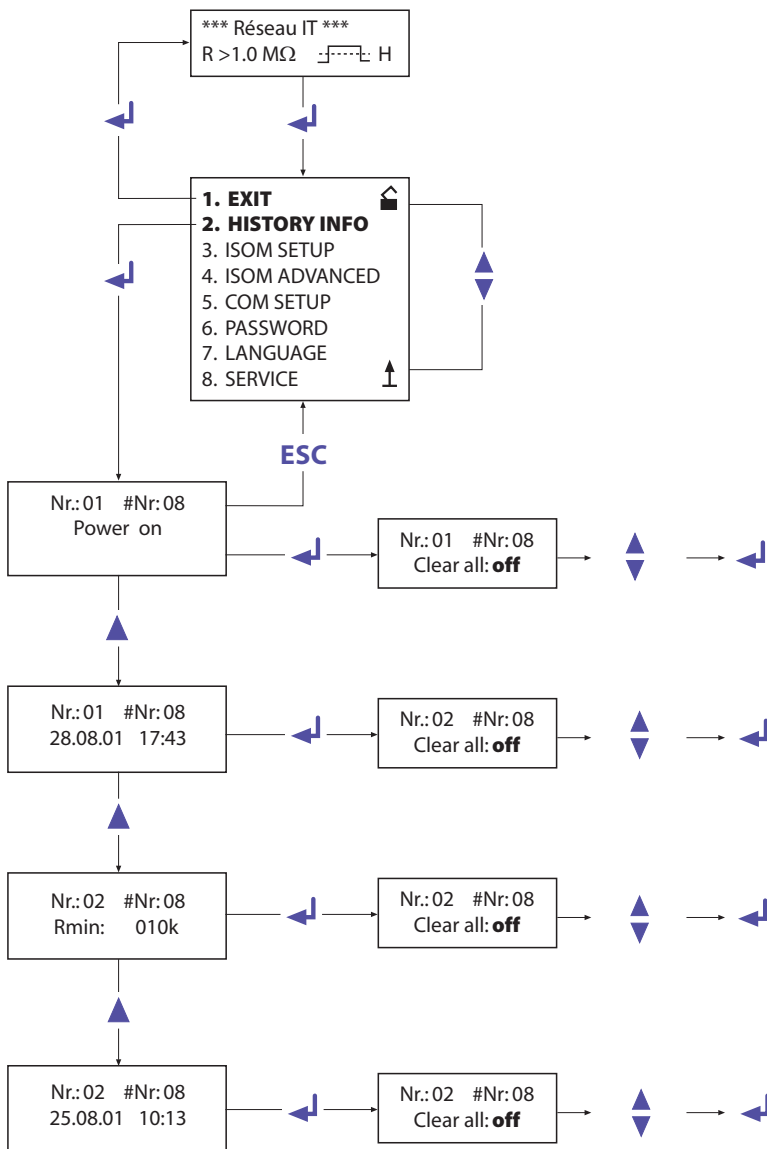 *** Réseau IT ***
R >1.0 MΩ H
1. EXIT
2. HISTORY INFO
3. ISOM SETUP
4. ISOM ADVANCED
5. COM SETUP
6. PASSWORD
7. LANGUAGE
8. SERVICE
ESC
Nr.: 01 #Nr: 08
Power on
Nr.: 01 #Nr: 08
Clear all: off
Nr.: 01 #Nr: 08
28.08.01 17:43
Nr.: 02 #Nr: 08
Clear all: off
Nr.: 02 #Nr: 08
Rmin: 010k
Nr.: 02 #Nr: 08
Clear all: off
Nr.: 02 #Nr: 08
25.08.01 10:13
Nr.: 02 #Nr: 08
Clear all: off